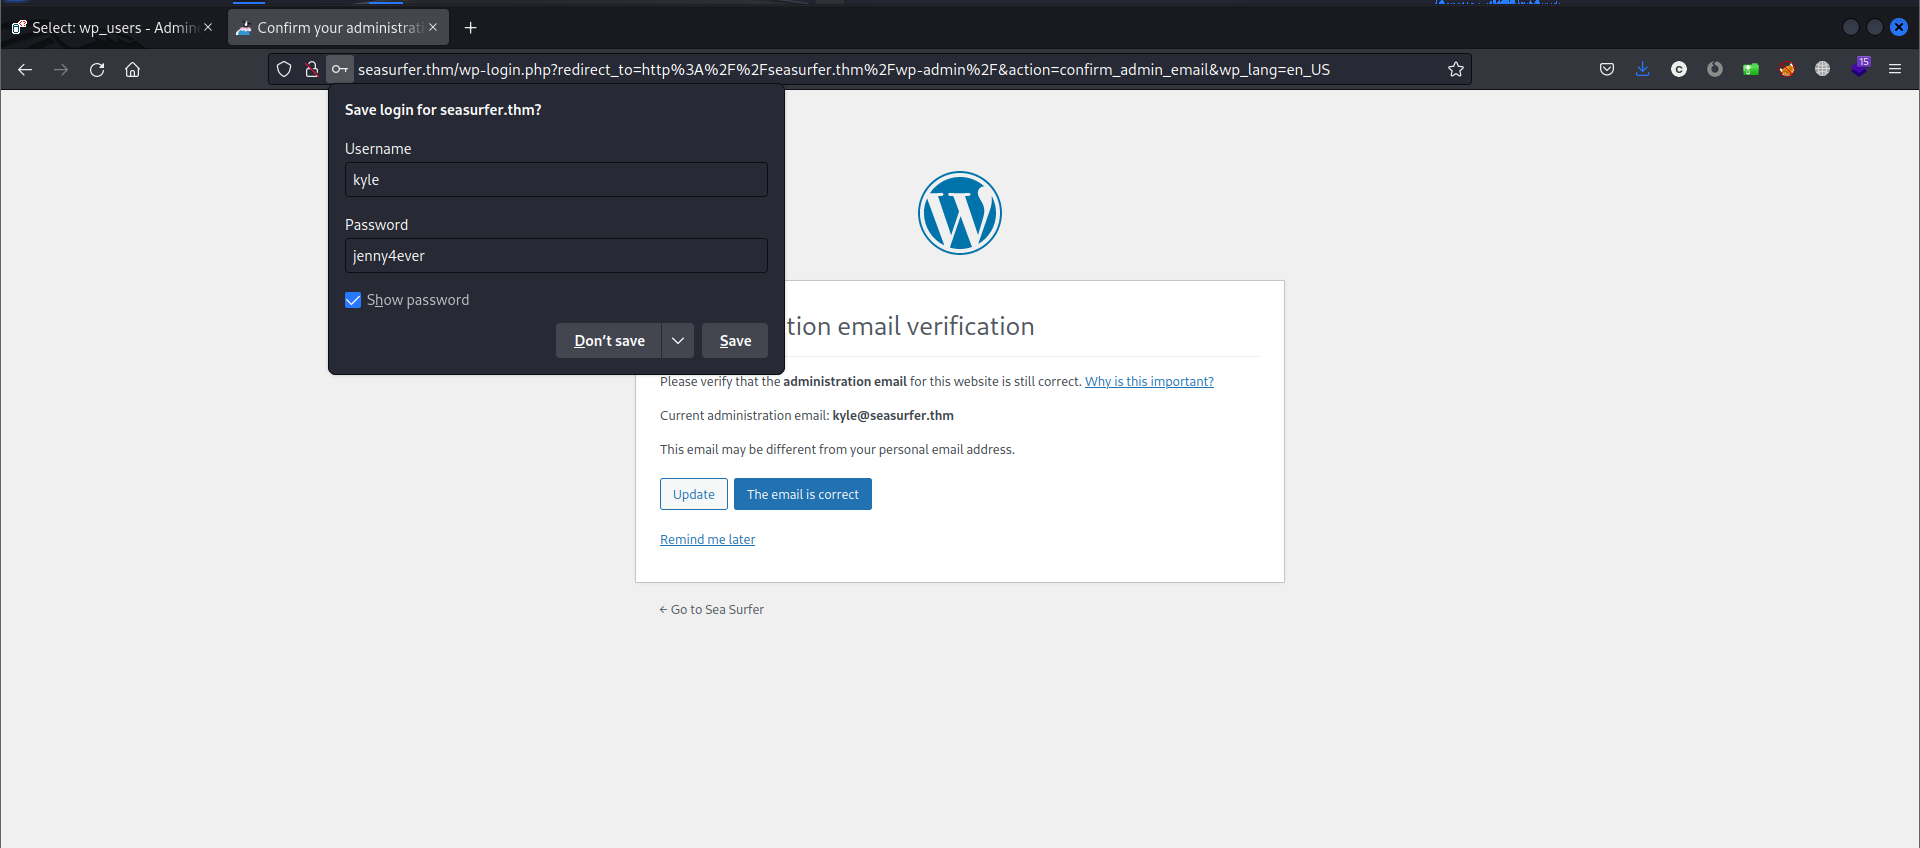 Select: wp_users - Admin
Confirm your administrati
seasurfer.thm/wp-login.php?redirect_to=http%3A%2F%2Fseasurfer.thm%2Fwp-admin%2F&action=confirm_admin_email&wp_lang=en_US
15
Save login for seasurfer.thm?
Username
kyle
Password
jenny4ever
Show password
Don't save
Save
tion email verification
Please verify that the administration email for this website is still correct. Why is this important?
Current administration email: kyle@seasurfer.thm
This email may be different from your personal email address.
Update
The email is correct
Remind me later
← Go to Sea Surfer